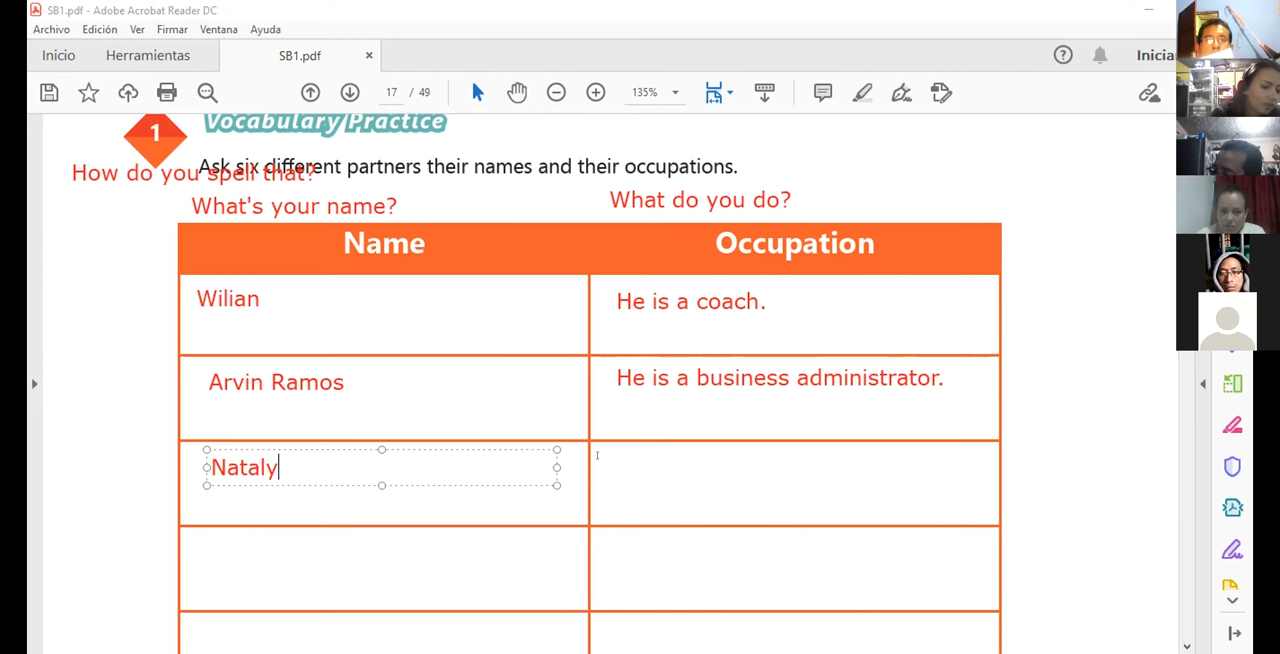 SB1.pdf - Adobe Acrobat Reader DC
Archivo Edición Ver Firmar Ventana Ayuda
Inicio Herramientas SB1.pdf × Inicia
17 / 49 135%
1 Vocabulary Practice
Ask six different partners their names and their occupations.
How do you spell that?
What's your name? What do you do?
Name Occupation
Wilian He is a coach.
Arvin Ramos He is a business administrator.
Nataly